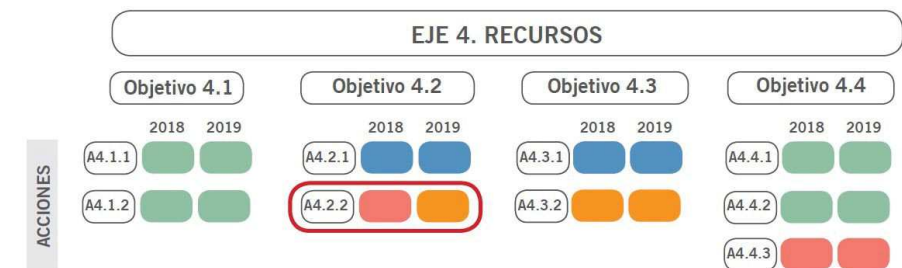 EJE 4. RECURSOS
Objetivo 4.1 Objetivo 4.2 Objetivo 4.3 Objetivo 4.4
2018 2019 2018 2019 2018 2019 2018 2019
A4.1.1 A4.2.1 A4.3.1 A4.4.1
A4.1.2 A4.2.2 A4.3.2 A4.4.2
A4.4.3
ACCIONES